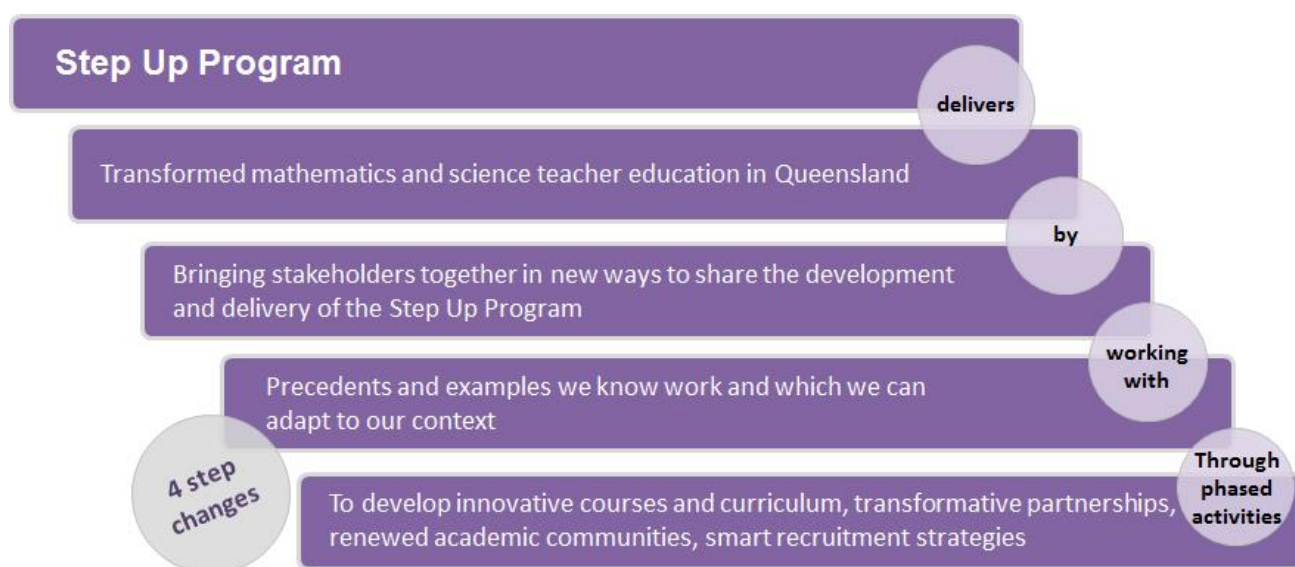 Step Up Program
delivers
Transformed mathematics and science teacher education in Queensland
by
Bringing stakeholders together in new ways to share the development
and delivery of the Step Up Program
working
with
Precedents and examples we know work and which we can
adapt to our context
Through
phased
activities
4 step
changes
To develop innovative courses and curriculum, transformative partnerships,
renewed academic communities, smart recruitment strategies